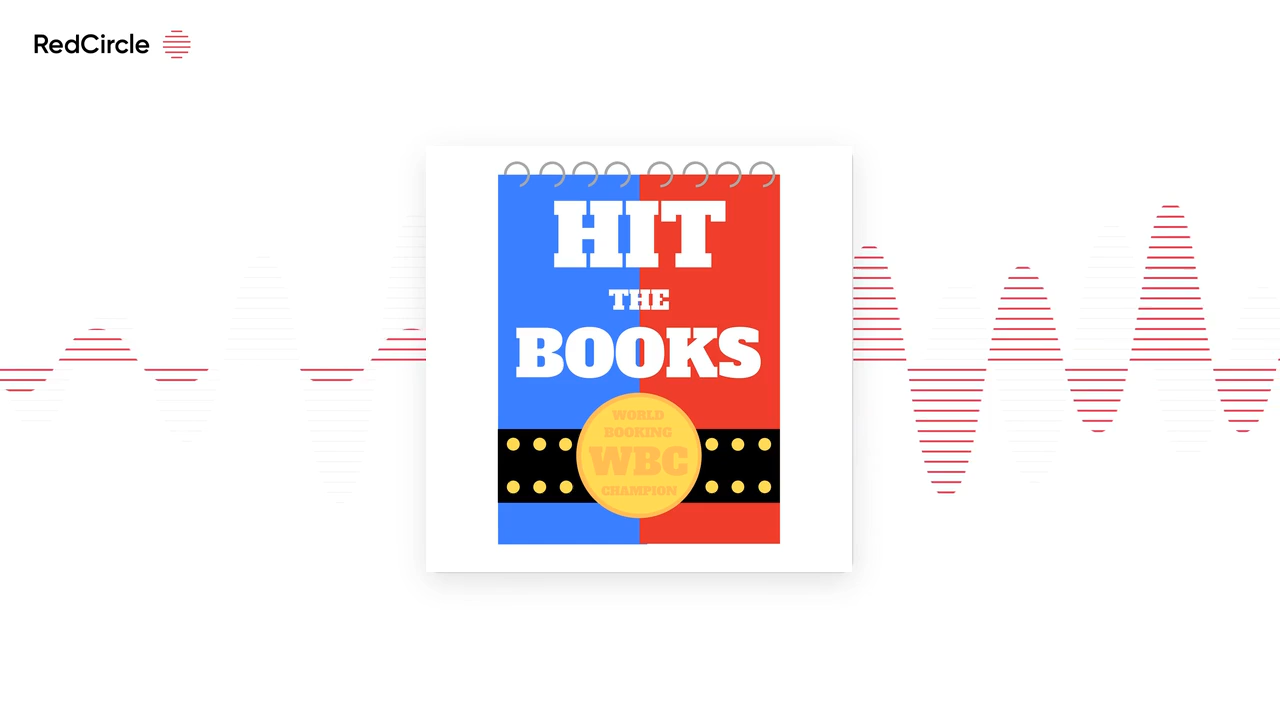 RedCircle
HIT
THE
BOOKS
WORLD
BOOKING
WBC
CHAMPION